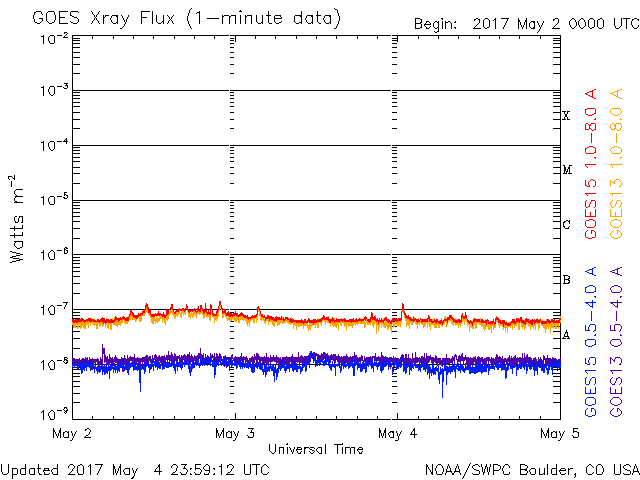 GOES Xray Flux (1-minute data)
Begin: 2017 May 2 0000 UTC
10-2
10-3
10-4
10-5
10-6
10-7
10-8
10-9
Watts m-2
X
M
C
B
A
GOES15 1.0-8.0 A
GOES13 1.0-8.0 A
GOES15 0.5-4.0 A
GOES13 0.5-4.0 A
May 2
May 3
May 4
May 5
Universal Time
Updated 2017 May 4 23:59:12 UTC
NOAA/SWPC Boulder, CO USA